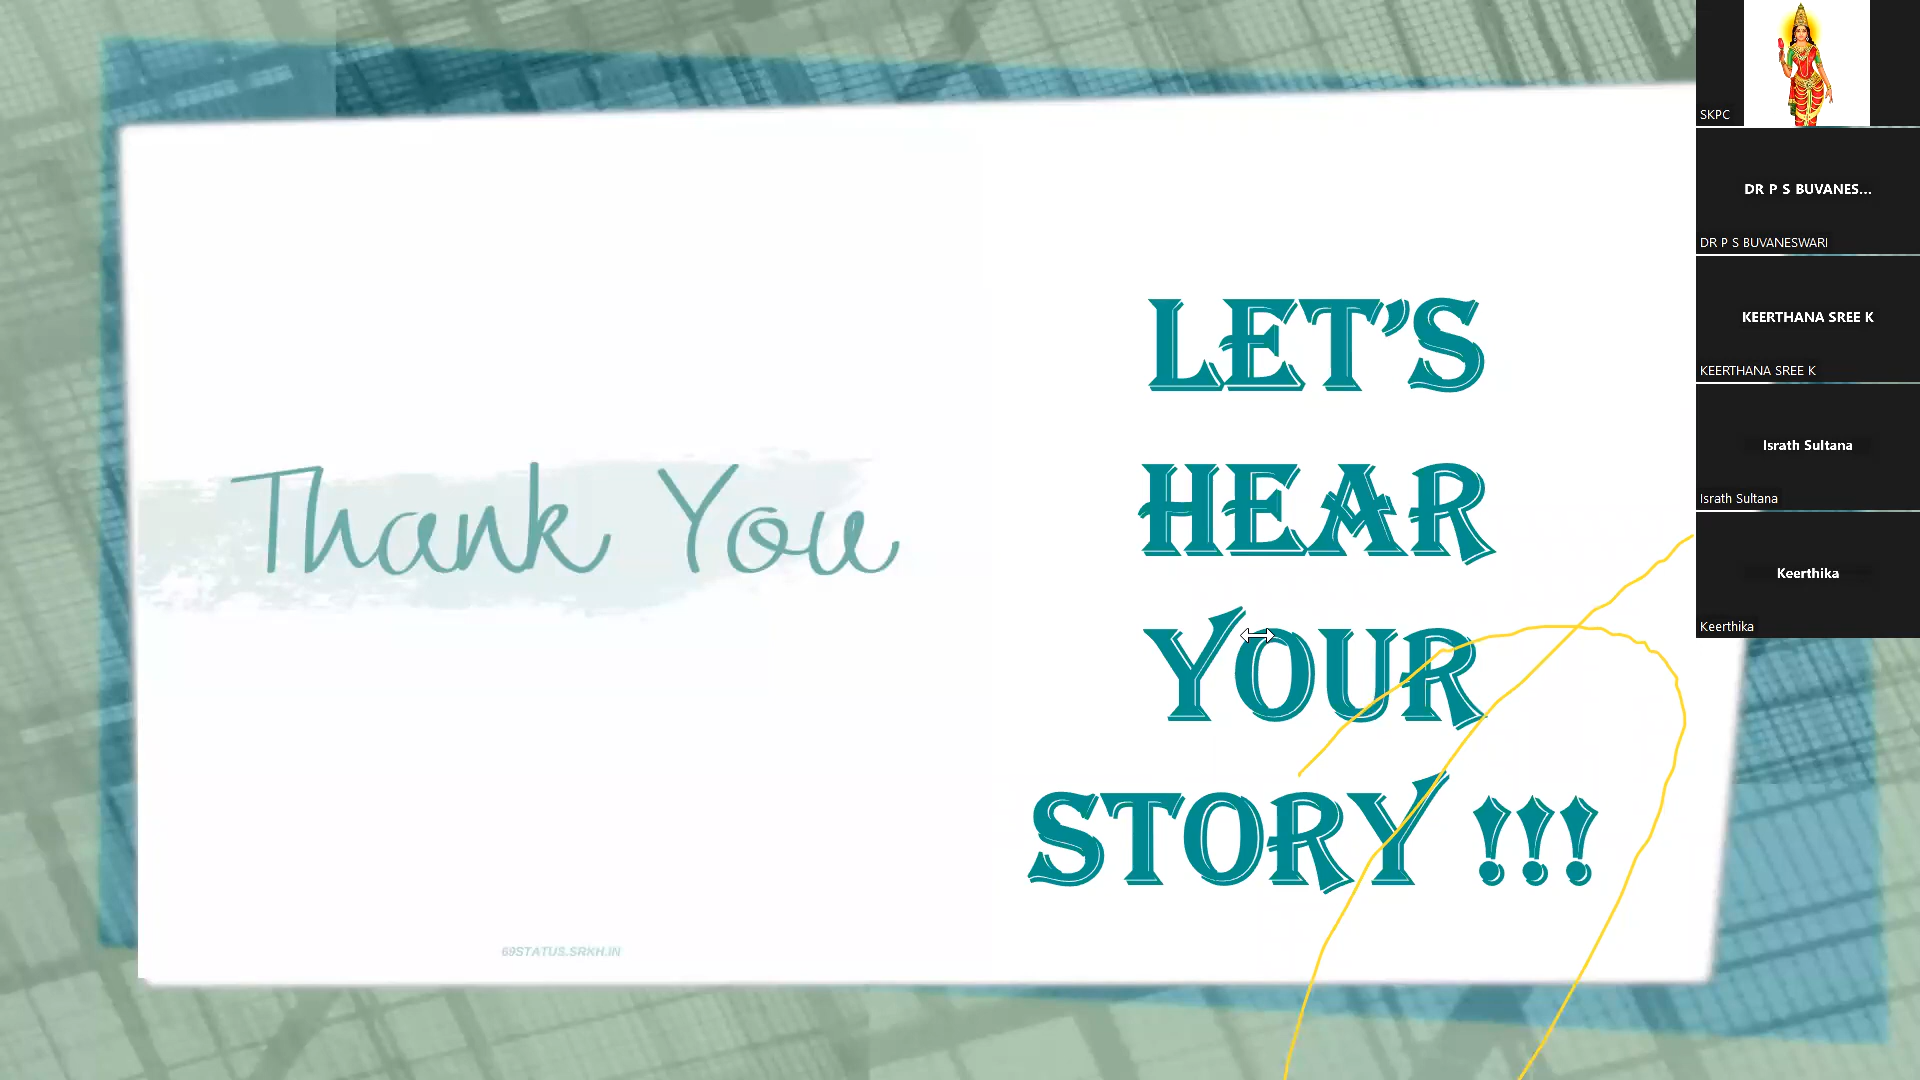 Thank You
LET'S
HEAR
YOUR
STORY !!!
69STATUS.SRKH.IN
SKPC
DR P S BUVANES...
DR P S BUVANESWARI
KEERTHANA SREE K
KEERTHANA SREE K
Israth Sultana
Israth Sultana
Keerthika
Keerthika